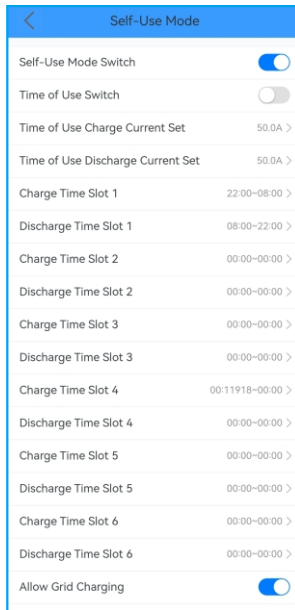 Self-Use Mode
Self-Use Mode Switch
Time of Use Switch
Time of Use Charge Current Set 50.0A >
Time of Use Discharge Current Set 50.0A >
Charge Time Slot 1 22:00~08:00 >
Discharge Time Slot 1 08:00~22:00 >
Charge Time Slot 2 00:00~00:00 >
Discharge Time Slot 2 00:00~00:00 >
Charge Time Slot 3 00:00~00:00 >
Discharge Time Slot 3 00:00~00:00 >
Charge Time Slot 4 00:11918~00:00 >
Discharge Time Slot 4 00:00~00:00 >
Charge Time Slot 5 00:00~00:00 >
Discharge Time Slot 5 00:00~00:00 >
Charge Time Slot 6 00:00~00:00 >
Discharge Time Slot 6 00:00~00:00 >
Allow Grid Charging